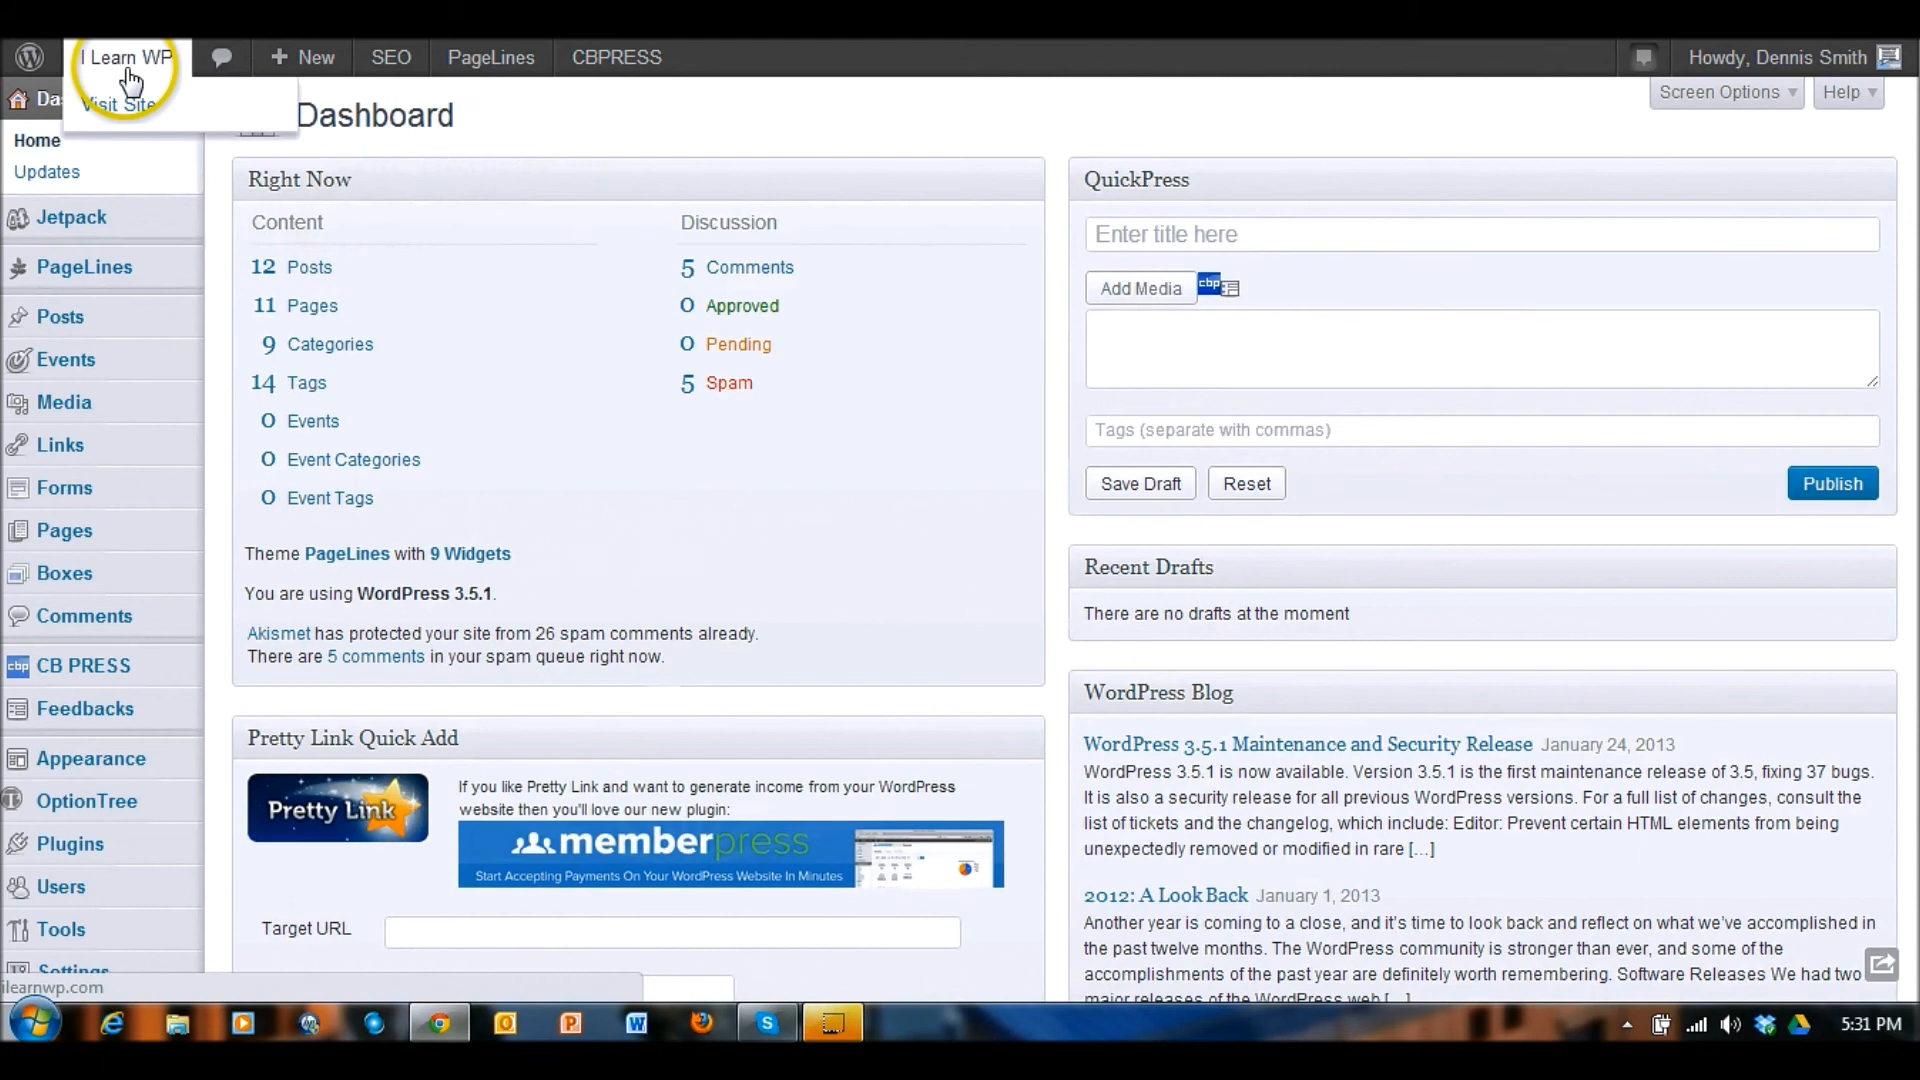 I Learn WP
New
SEO
PageLines
CBPRESS
Howdy, Dennis Smith
Visit Site
Screen Options
Help
Dashboard
Home
Updates
Jetpack
PageLines
Posts
Events
Media
Links
Forms
Pages
Boxes
Comments
cbp CB PRESS
Feedbacks
Appearance
OptionTree
Plugins
Users
Tools
Settings
ilearnwp.com
Right Now
Content
12 Posts
11 Pages
9 Categories
14 Tags
0 Events
0 Event Categories
0 Event Tags
Discussion
5 Comments
0 Approved
0 Pending
5 Spam
Theme PageLines with 9 Widgets
You are using WordPress 3.5.1.
Akismet has protected your site from 26 spam comments already.
There are 5 comments in your spam queue right now.
Pretty Link Quick Add
Pretty Link
If you like Pretty Link and want to generate income from your WordPress
website then you'll love our new plugin:
memberpress
Start Accepting Payments On Your WordPress Website In Minutes
Target URL
QuickPress
Enter title here
Add Media
cbp
Tags (separate with commas)
Save Draft
Reset
Publish
Recent Drafts
There are no drafts at the moment
WordPress Blog
WordPress 3.5.1 Maintenance and Security Release January 24, 2013
WordPress 3.5.1 is now available. Version 3.5.1 is the first maintenance release of 3.5, fixing 37 bugs.
It is also a security release for all previous WordPress versions. For a full list of changes, consult the
list of tickets and the changelog, which include: Editor: Prevent certain HTML elements from being
unexpectedly removed or modified in rare [...]
2012: A Look Back January 1, 2013
Another year is coming to a close, and it's time to look back and reflect on what we've accomplished in
the past twelve months. The WordPress community is stronger than ever, and some of the
accomplishments of the past year are definitely worth remembering. Software Releases We had two
major releases of the WordPress web [...]
5:31 PM